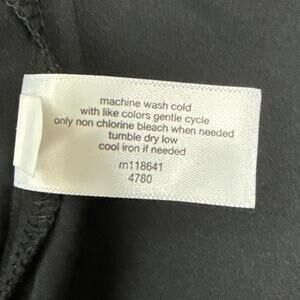 machine wash cold
with like colors gentle cycle
only non chlorine bleach when needed
tumble dry low
cool iron if needed
m118641
4780